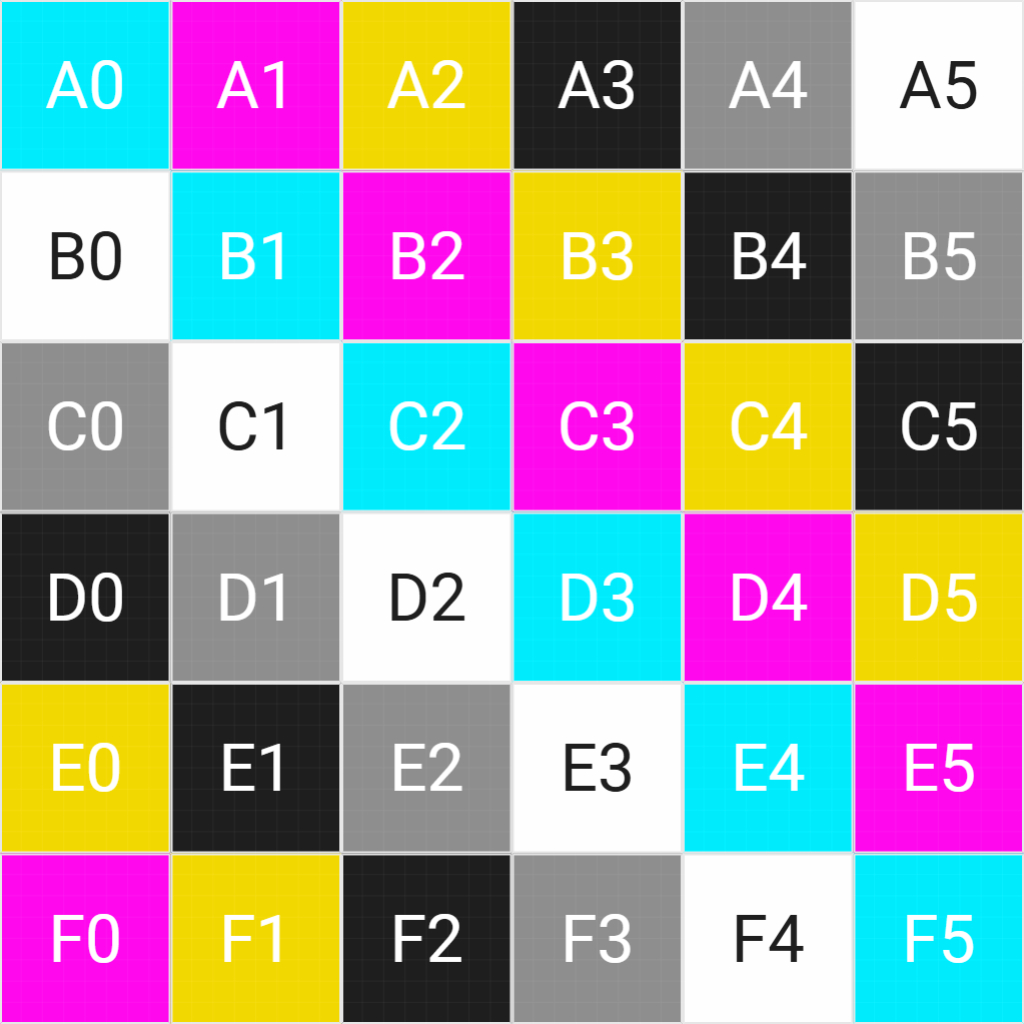 A0 A1 A2 A3 A4 A5
B0 B1 B2 B3 B4 B5
C0 C1 C2 C3 C4 C5
D0 D1 D2 D3 D4 D5
E0 E1 E2 E3 E4 E5
F0 F1 F2 F3 F4 F5